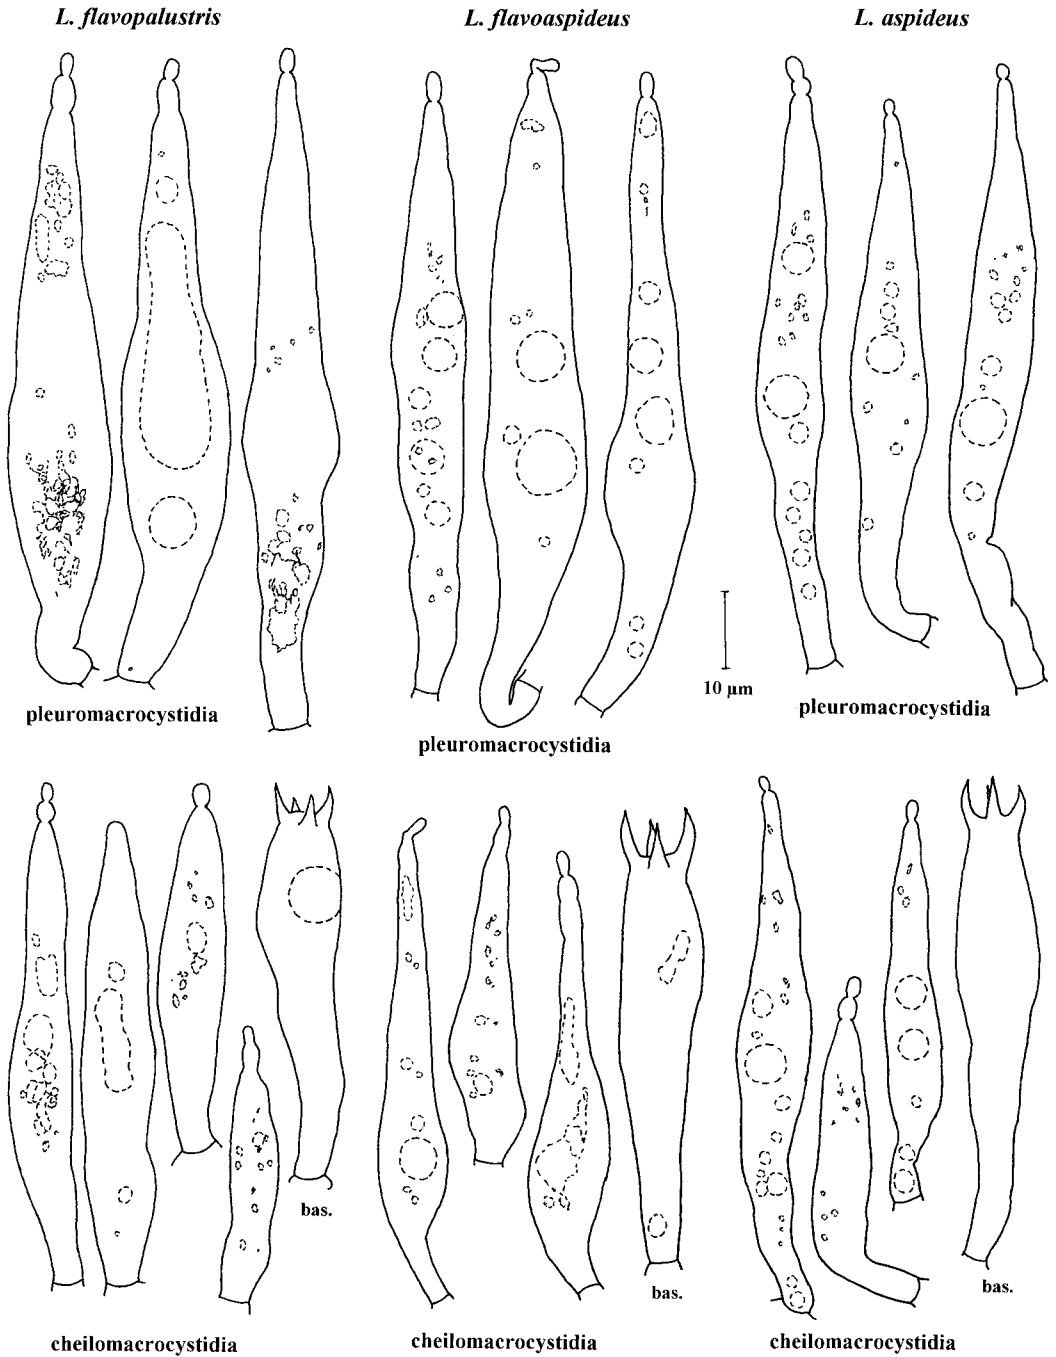 L. flavopalustris
L. flavoaspideus
L. aspideus
10 µm
pleuromacrocystidia
pleuromacrocystidia
pleuromacrocystidia
bas.
bas.
bas.
cheilomacrocystidia
cheilomacrocystidia
cheilomacrocystidia